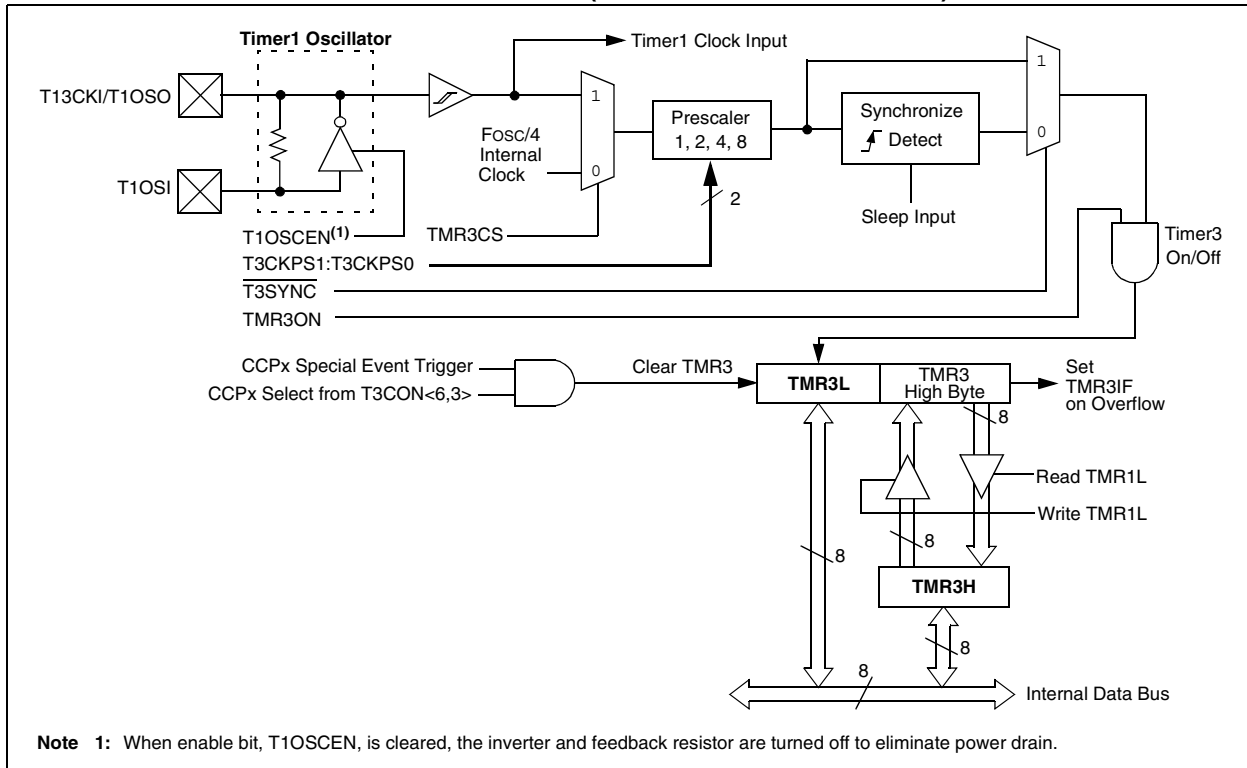 Timer1 Oscillator
Timer1 Clock Input
T13CKI/T1OSO
1
1
FOSC/4
Internal
Clock
0
Prescaler
1, 2, 4, 8
Synchronize
Detect
0
T1OSI
2
Sleep Input
T1OSCEN(1)
TMR3CS
Timer3
On/Off
T3CKPS1:T3CKPS0
T3SYNC
TMR3ON
CCPx Special Event Trigger
CCPx Select from T3CON<6,3>
Clear TMR3
TMR3L
TMR3
High Byte
Set
TMR3IF
on Overflow
8
Read TMR1L
Write TMR1L
8
8
TMR3H
8
8
Internal Data Bus
Note 1: When enable bit, T1OSCEN, is cleared, the inverter and feedback resistor are turned off to eliminate power drain.